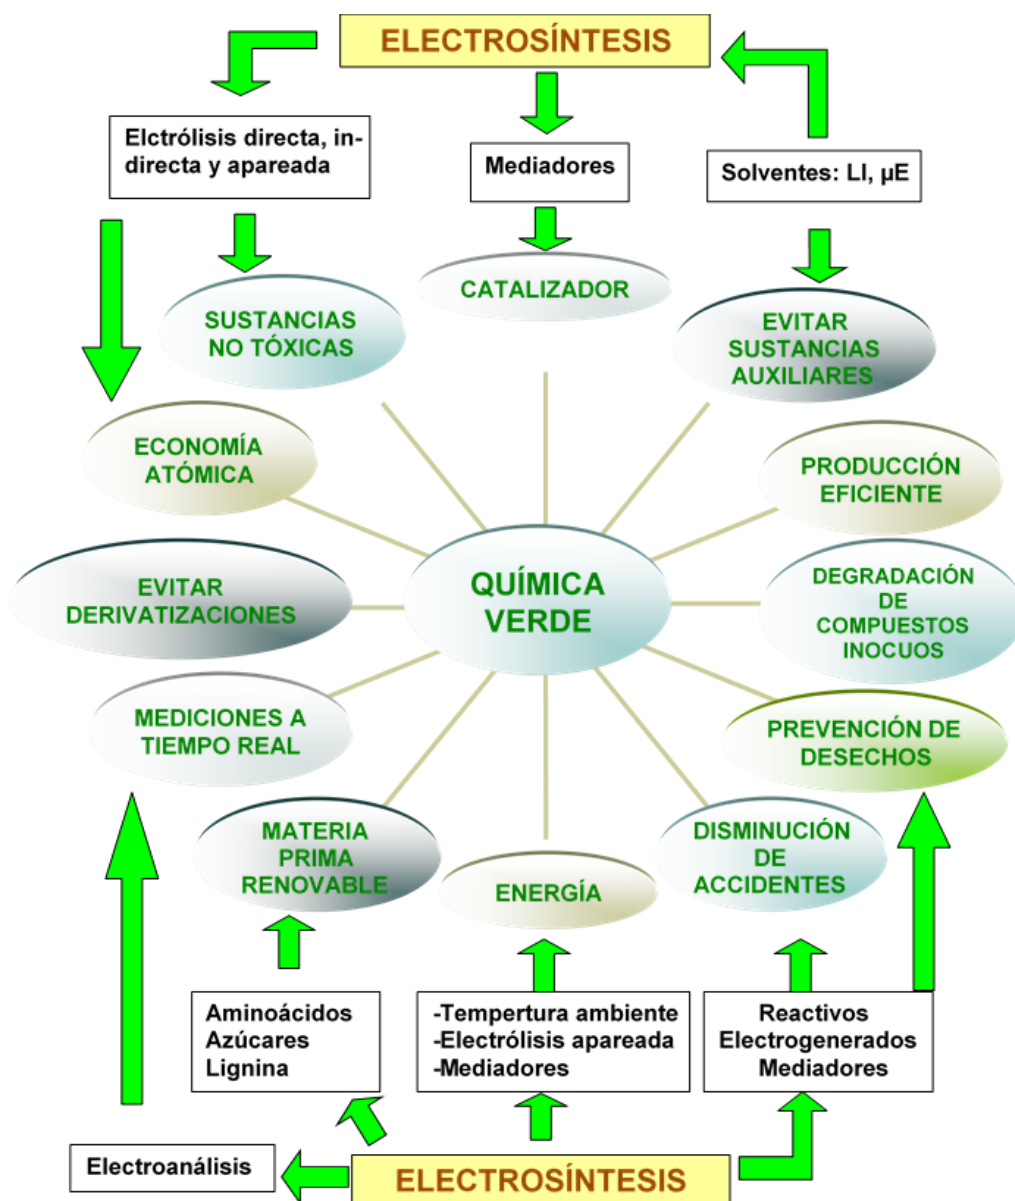 ELECTROSÍNTESIS
Elctrólisis directa, in-
directa y apareada
Mediadores
Solventes: LI, µE
CATALIZADOR
SUSTANCIAS
NO TÓXICAS
EVITAR
SUSTANCIAS
AUXILIARES
ECONOMÍA
ATÓMICA
PRODUCCIÓN
EFICIENTE
QUÍMICA
VERDE
EVITAR
DERIVATIZACIONES
DEGRADACIÓN
DE
COMPUESTOS
INOCUOS
MEDICIONES A
TIEMPO REAL
PREVENCIÓN DE
DESECHOS
MATERIA
PRIMA
RENOVABLE
ENERGÍA
DISMINUCIÓN
DE
ACCIDENTES
Aminoácidos
Azúcares
Lignina
-Tempertura ambiente
-Electrólisis apareada
-Mediadores
Reactivos
Electrogenerados
Mediadores
Electroanálisis
ELECTROSÍNTESIS